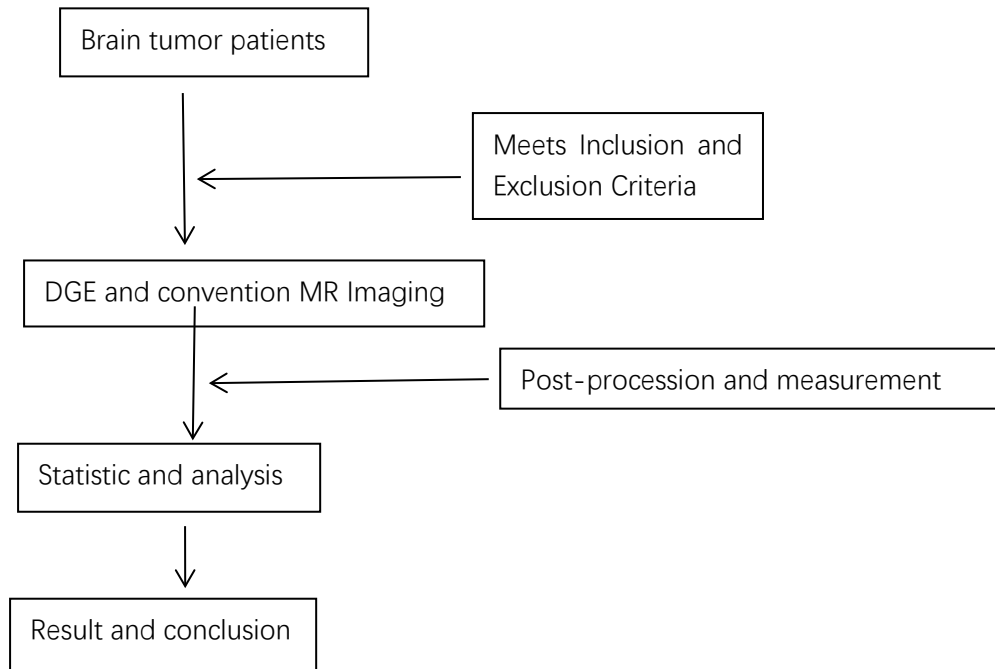 Brain tumor patients
Meets Inclusion and
Exclusion Criteria
DGE and convention MR Imaging
Post-procession and measurement
Statistic and analysis
Result and conclusion